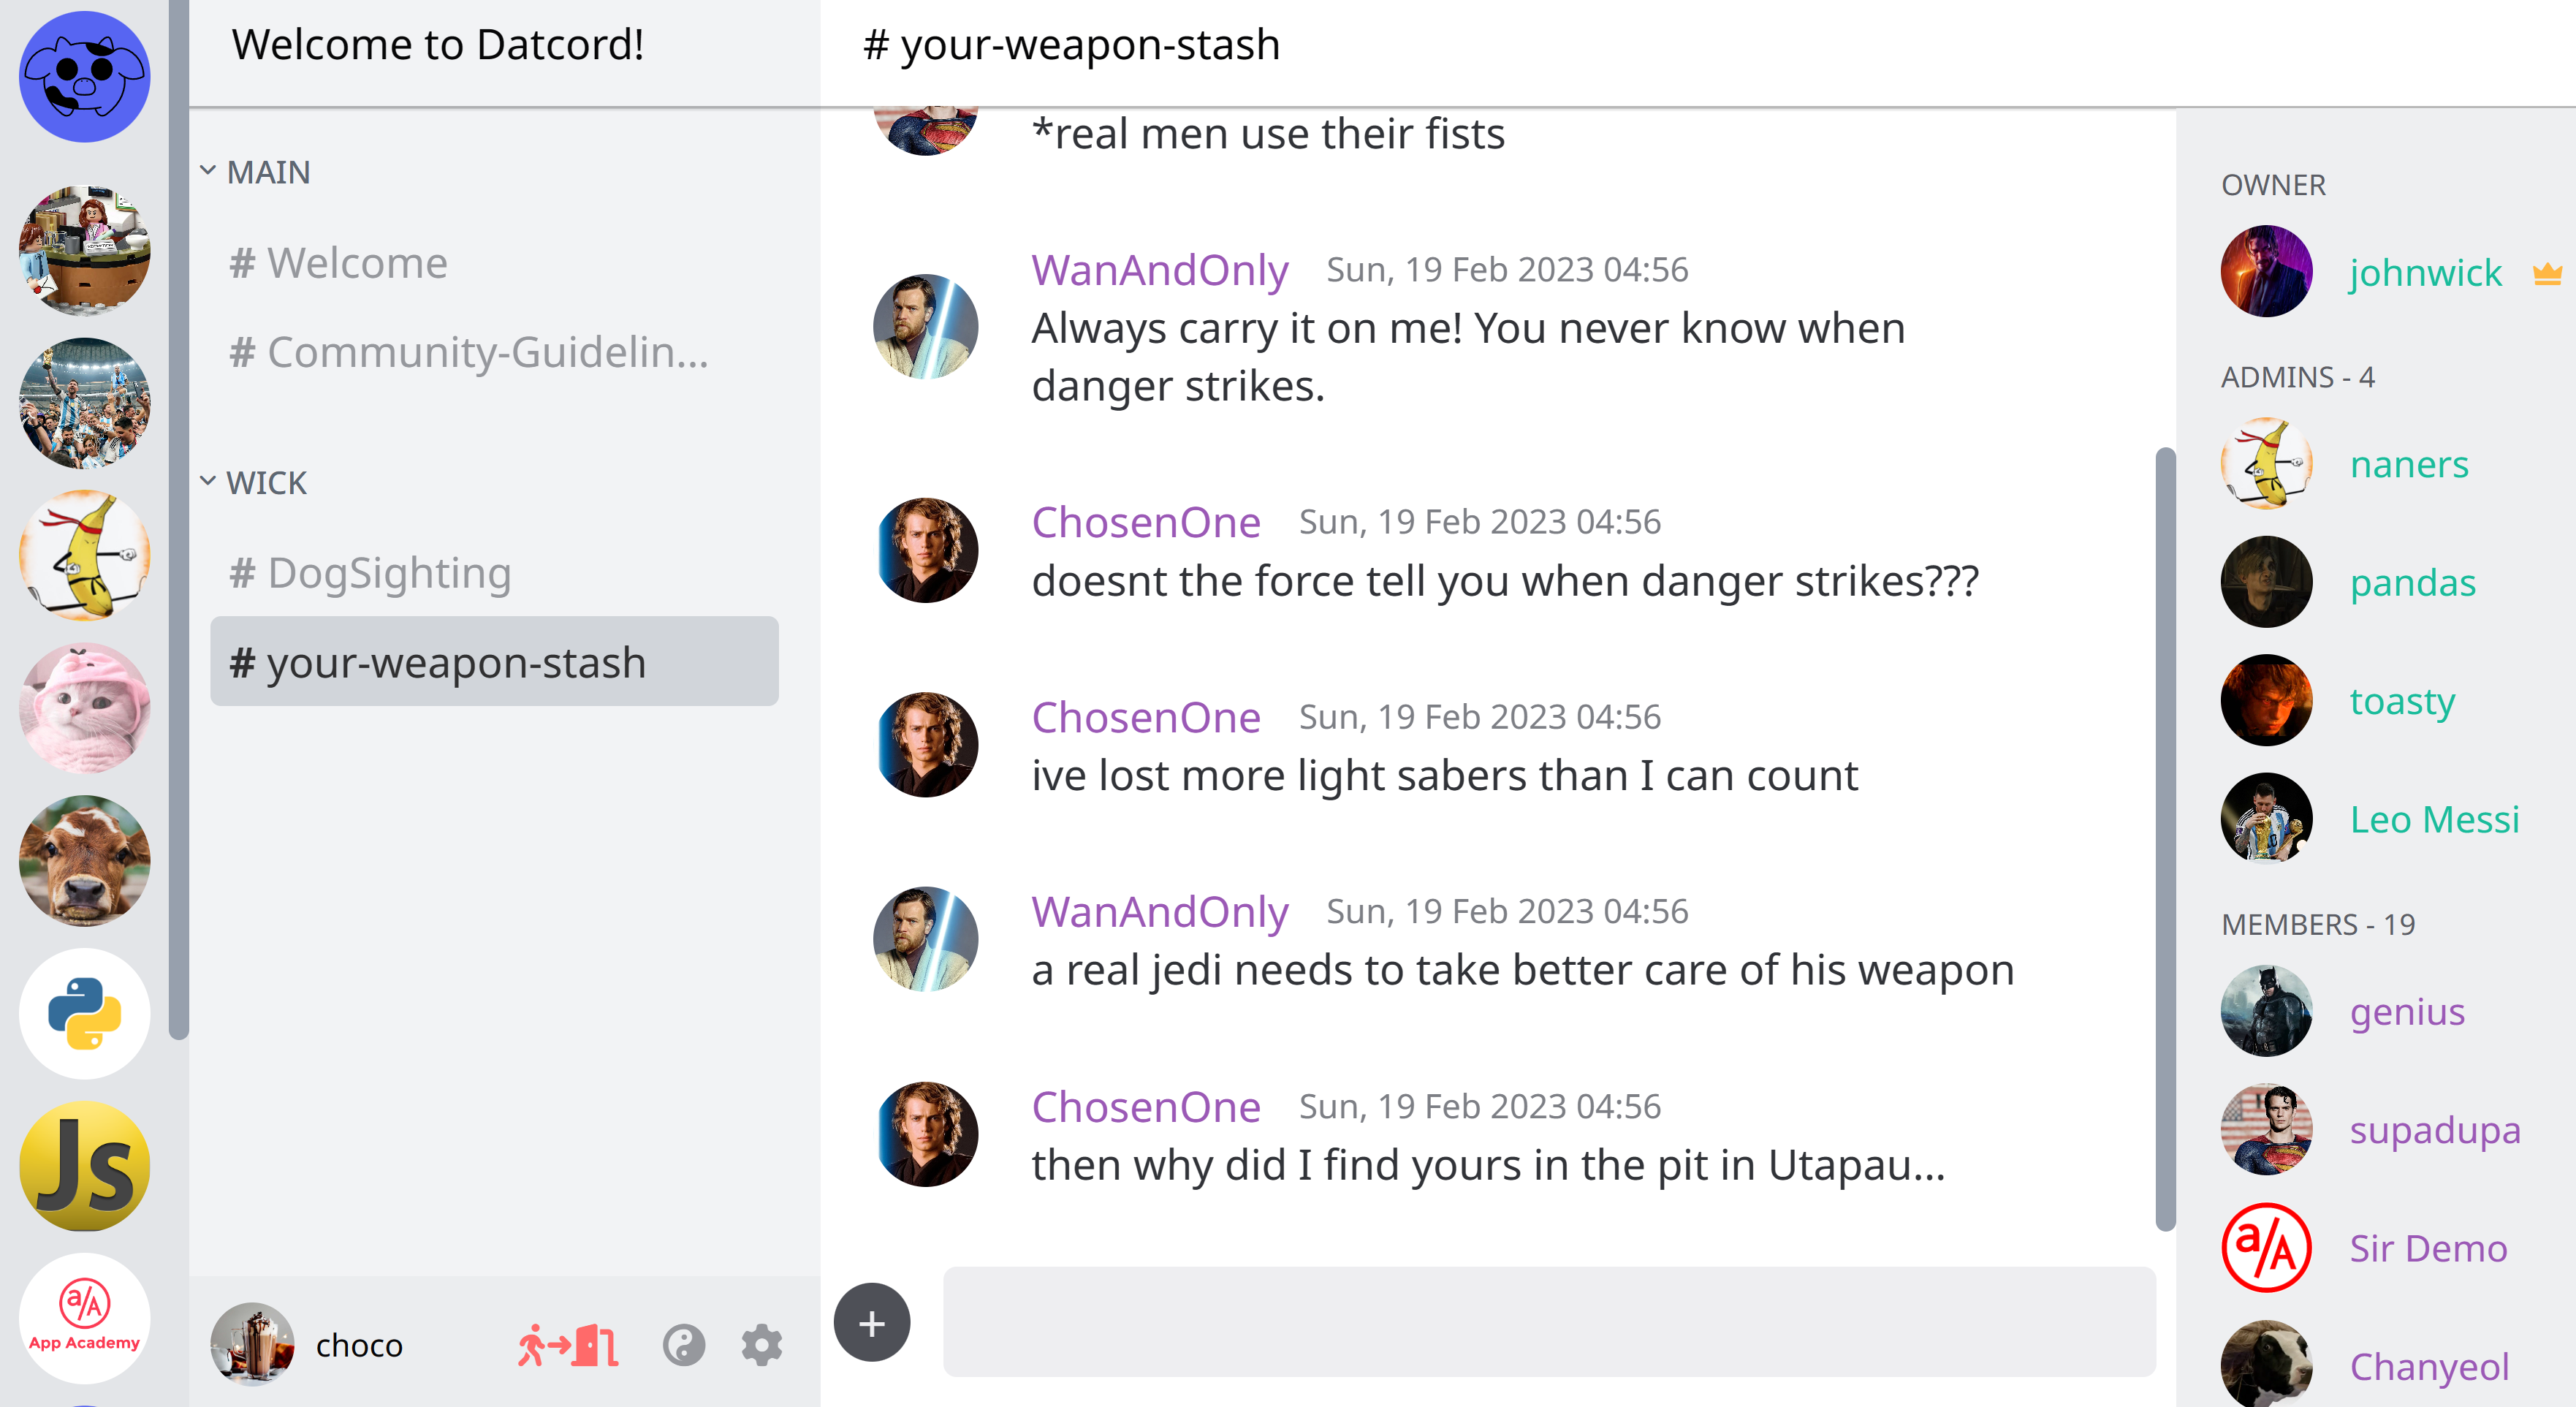 Welcome to Datcord!
MAIN
# Welcome
# Community-Guidelin...
WICK
# DogSighting
# your-weapon-stash
Js
a/A
App Academy
choco
# your-weapon-stash
*real men use their fists
WanAndOnly Sun, 19 Feb 2023 04:56
Always carry it on me! You never know when
danger strikes.
ChosenOne Sun, 19 Feb 2023 04:56
doesnt the force tell you when danger strikes???
ChosenOne Sun, 19 Feb 2023 04:56
ive lost more light sabers than I can count
WanAndOnly Sun, 19 Feb 2023 04:56
a real jedi needs to take better care of his weapon
ChosenOne Sun, 19 Feb 2023 04:56
then why did I find yours in the pit in Utapau...
+
OWNER
johnwick
ADMINS - 4
naners
pandas
toasty
Leo Messi
MEMBERS - 19
genius
supadupa
a/A
Sir Demo
Chanyeol